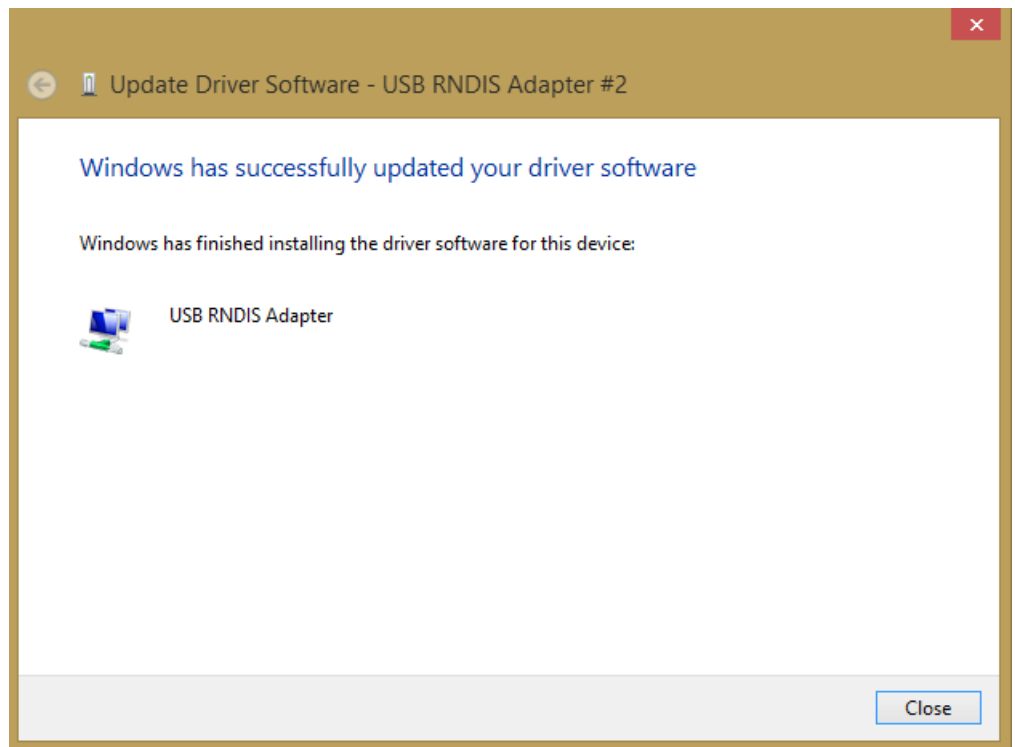 Update Driver Software - USB RNDIS Adapter #2
Windows has successfully updated your driver software
Windows has finished installing the driver software for this device:
USB RNDIS Adapter
Close